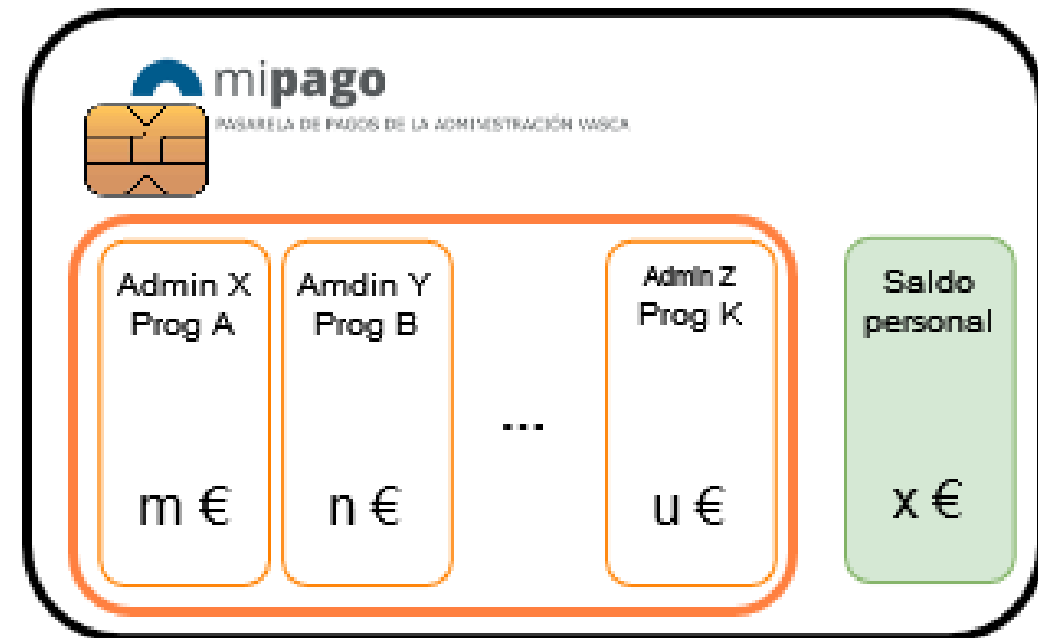 mipago
PASARELA DE PAGOS DE LA ADMINISTRACIÓN VASCA
Admin X
Prog A
m €
Amdin Y
Prog B
n €
...
Admin Z
Prog K
u €
Saldo
personal
x €